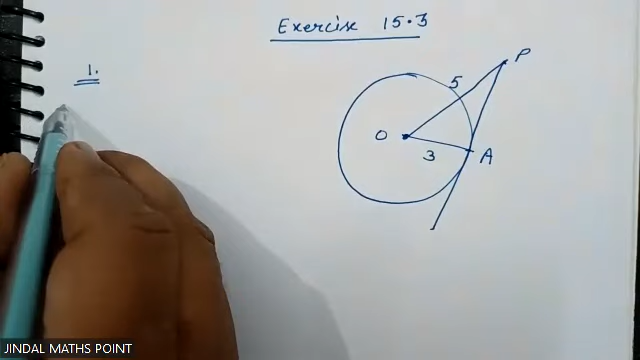 Exercise 15.3
1.
P
5
O
3
A
JINDAL MATHS POINT